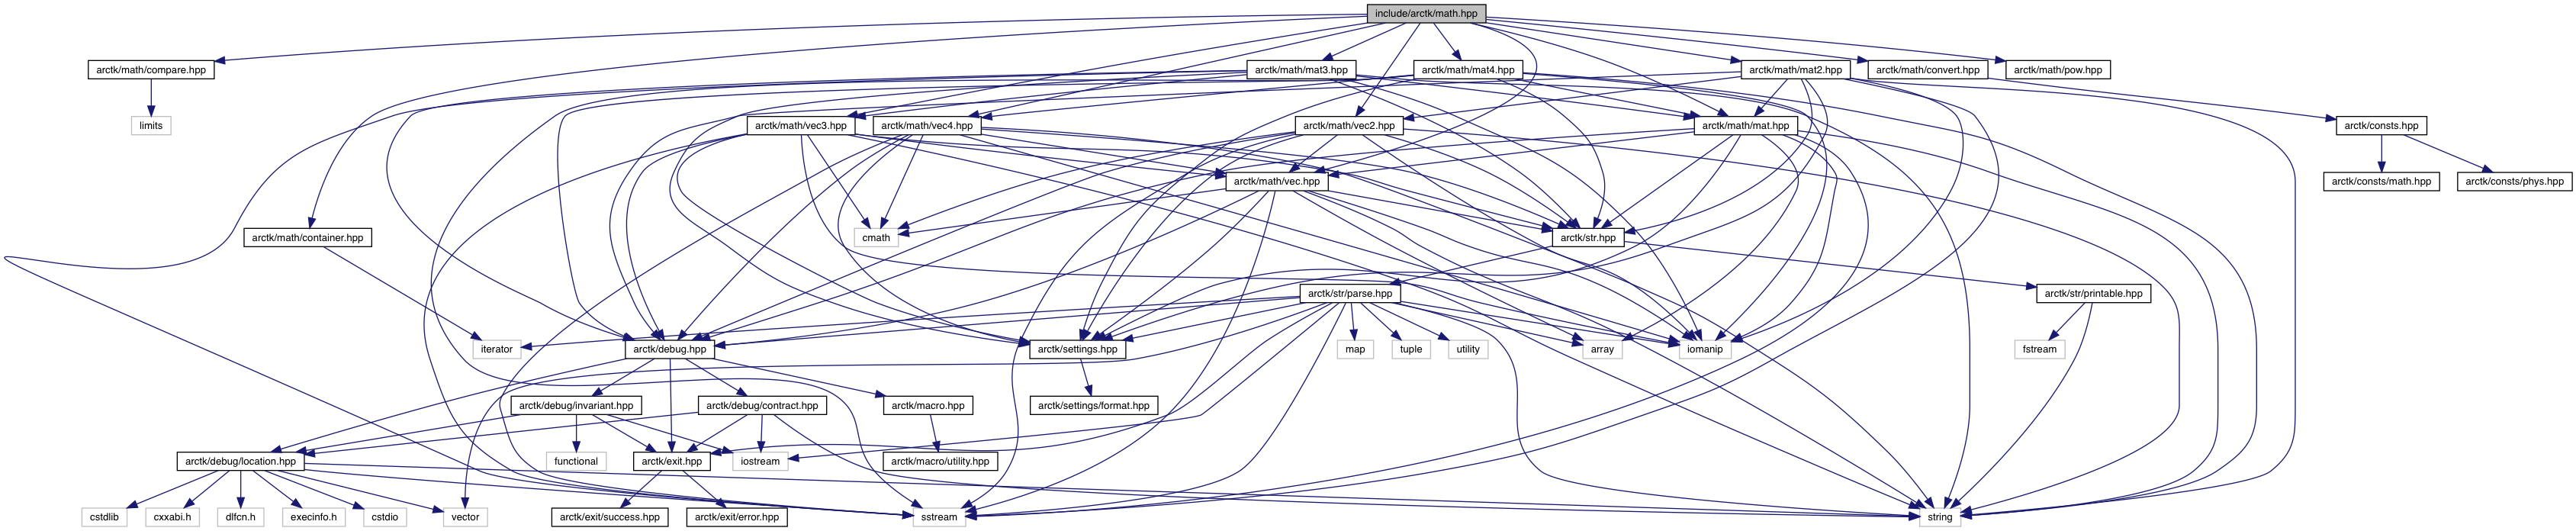 include/arctk/math.hpp
arctk/math/compare.hpp
arctk/math/mat3.hpp
arctk/math/mat4.hpp
arctk/math/mat2.hpp
arctk/math/convert.hpp
arctk/math/pow.hpp
limits
arctk/math/vec3.hpp
arctk/math/vec4.hpp
arctk/math/vec2.hpp
arctk/math/mat.hpp
arctk/consts.hpp
arctk/math/vec.hpp
arctk/consts/math.hpp
arctk/consts/phys.hpp
arctk/math/container.hpp
cmath
arctk/str.hpp
arctk/str/parse.hpp
arctk/str/printable.hpp
iterator
arctk/debug.hpp
arctk/settings.hpp
map
tuple
utility
array
iomanip
fstream
arctk/debug/invariant.hpp
arctk/debug/contract.hpp
arctk/macro.hpp
arctk/settings/format.hpp
arctk/debug/location.hpp
functional
arctk/exit.hpp
iostream
arctk/macro/utility.hpp
cstdlib
cxxabi.h
dlfcn.h
execinfo.h
cstdio
vector
arctk/exit/success.hpp
arctk/exit/error.hpp
sstream
string